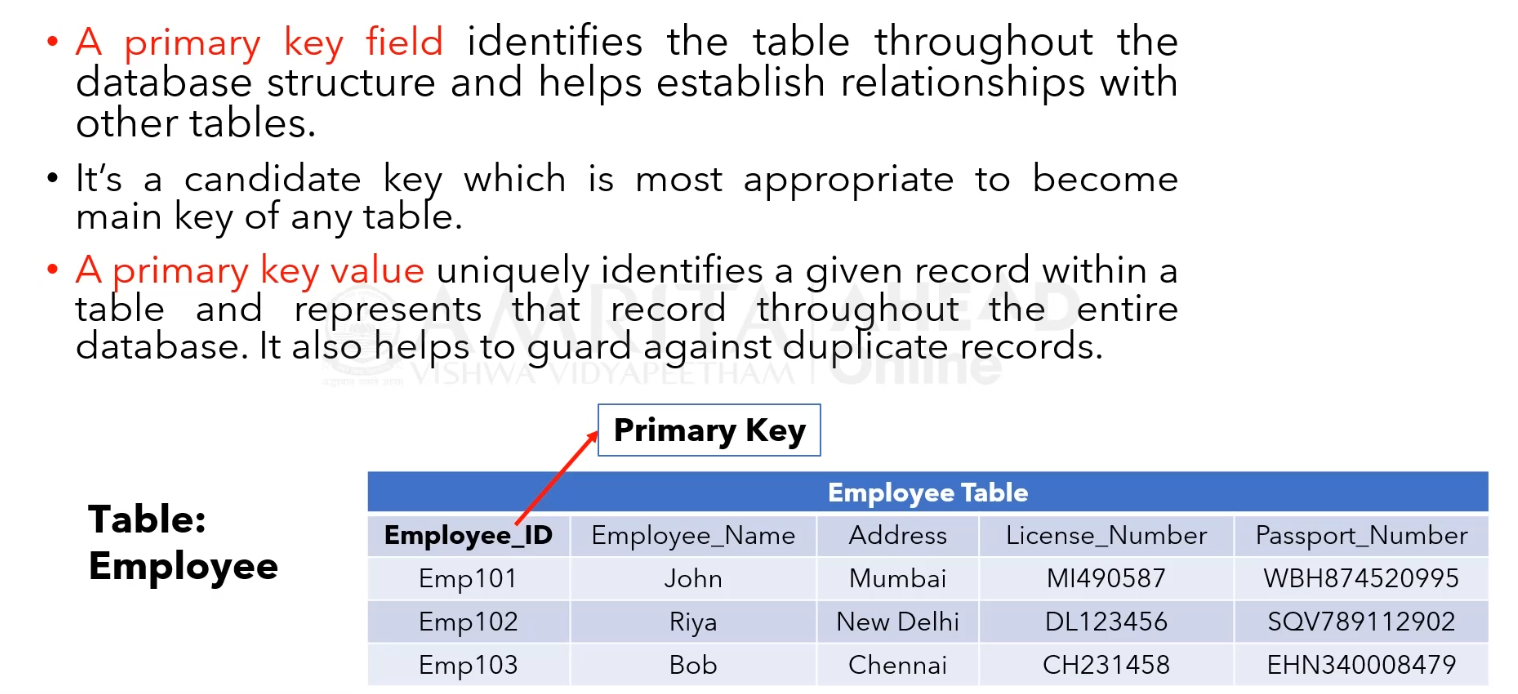 • A primary key field identifies the table throughout the
database structure and helps establish relationships with
other tables.
• It's a candidate key which is most appropriate to become
main key of any table.
• A primary key value uniquely identifies a given record within a
table and represents that record throughout the entire
database. It also helps to guard against duplicate records.
AMRITA AHEAD
VISHWA VIDYAPEETHAM Online
Primary Key
Table:
Employee
Employee Table
Employee_ID Employee_Name Address License_Number Passport_Number
Emp101 John Mumbai MI490587 WBH874520995
Emp102 Riya New Delhi DL123456 SQV789112902
Emp103 Bob Chennai CH231458 EHN340008479